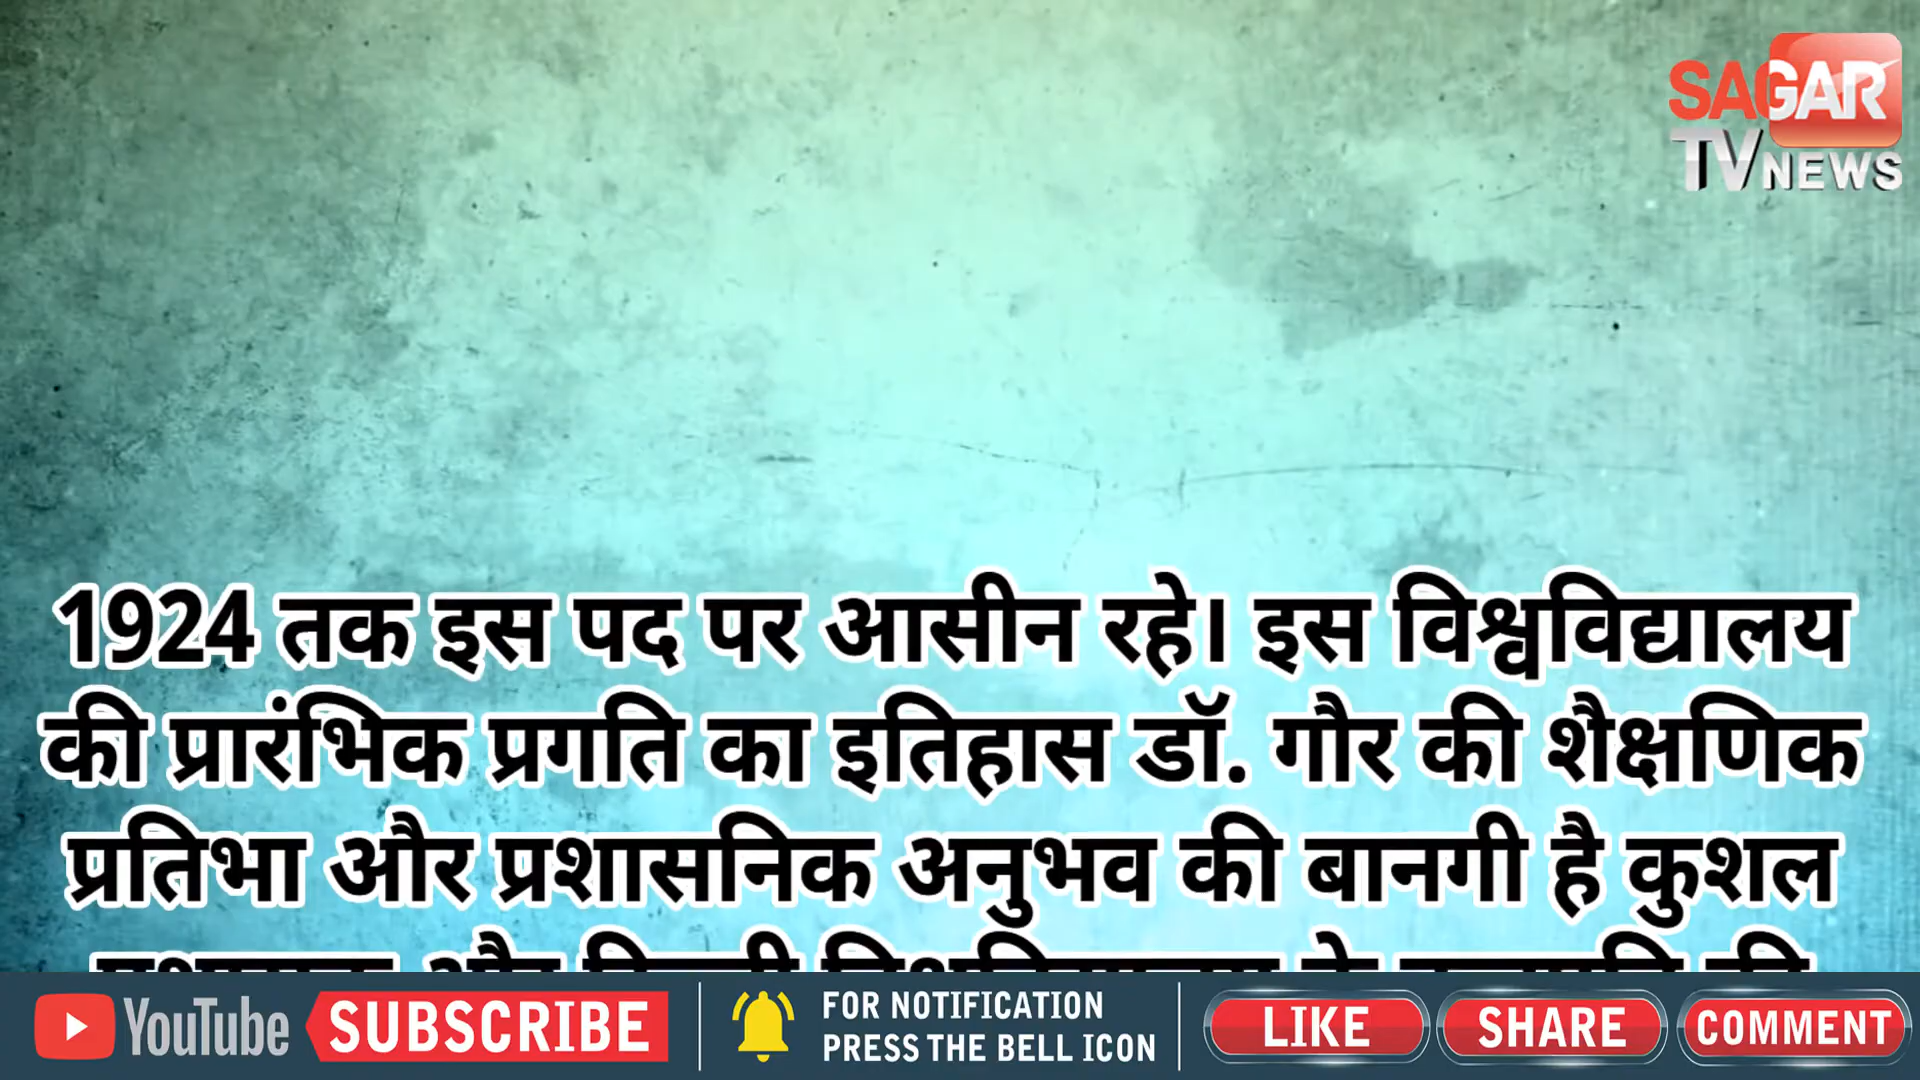 SAGAR
TV NEWS
1924 तक इस पद पर आसीन रहे। इस विश्वविद्यालय
की प्रारंभिक प्रगति का इतिहास डॉ. गौर की शैक्षणिक
प्रतिभा और प्रशासनिक अनुभव की बानगी है कुशल
YouTube SUBSCRIBE
FOR NOTIFICATION
PRESS THE BELL ICON
LIKE SHARE COMMENT